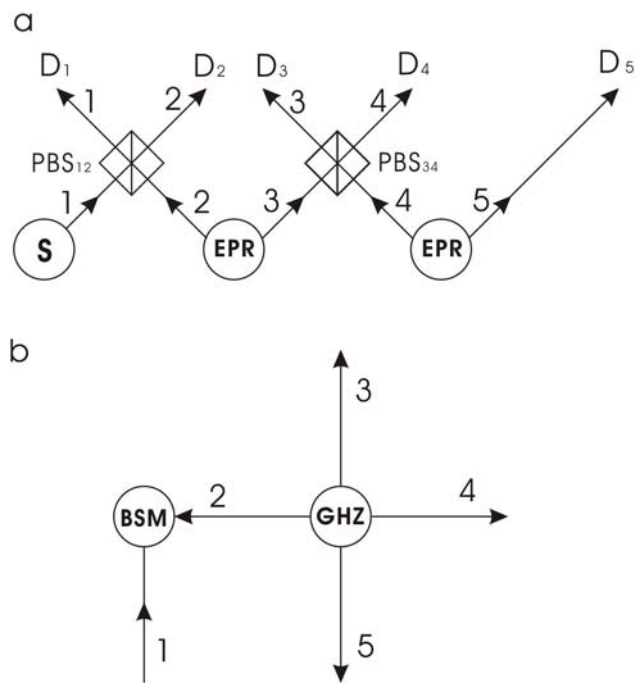 a
D₁ D₂ D₃ D₄ D₅
1 2 3 4
PBS₁₂ PBS₃₄
1 2 3 4 5
S EPR EPR
b
3
2 4
BSM GHZ
1 5